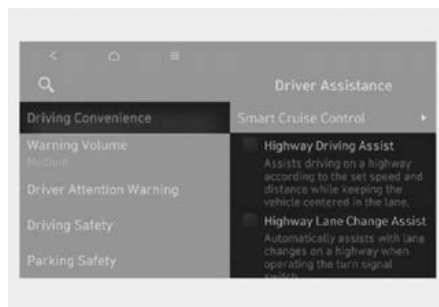 Driver Assistance
Driving Convenience
Smart Cruise Control
Warning Volume
Medium
Driver Attention Warning
Driving Safety
Parking Safety
Highway Driving Assist
Assists driving on a highway
according to the set speed and
distance while keeping the
vehicle centered in the lane.
Highway Lane Change Assist
Automatically assists with lane
changes on a highway when
operating the turn signal
switch.